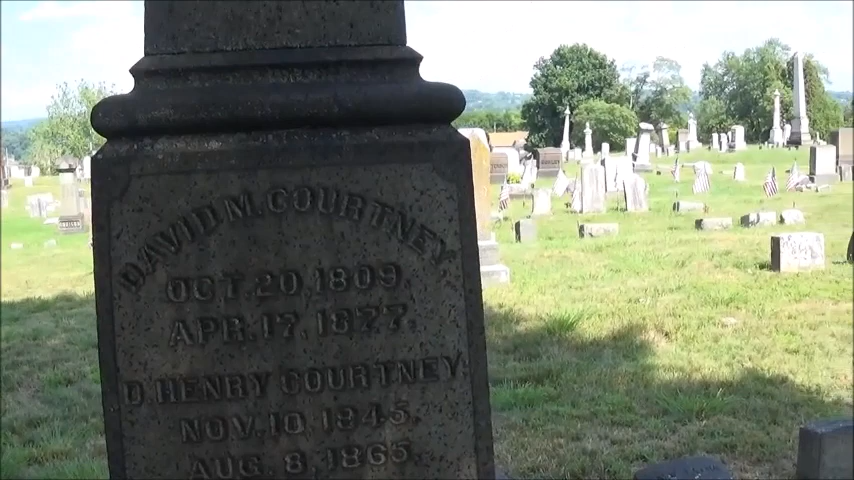 DAVID M. COURTNEY
OCT. 20, 1809
APR. 17, 1877.
D. HENRY COURTNEY
NOV. 10, 1845.
AUG. 8, 1865